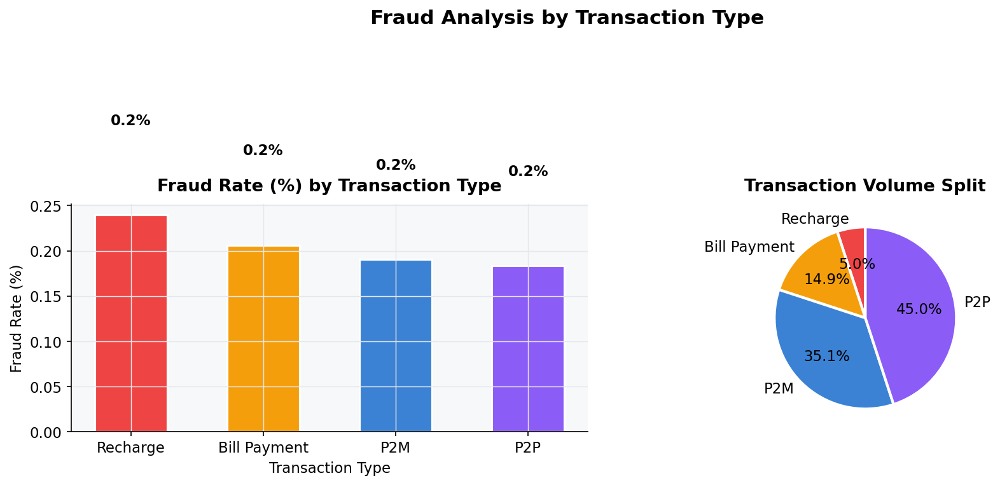 Fraud Analysis by Transaction Type
0.2%
0.2%
0.2%
0.2%
Fraud Rate (%) by Transaction Type
0.25
0.20
0.15
0.10
0.05
0.00
Fraud Rate (%)
Recharge
Bill Payment
P2M
P2P
Transaction Type
Transaction Volume Split
Recharge
Bill Payment
5.0%
14.9%
45.0%
P2P
35.1%
P2M